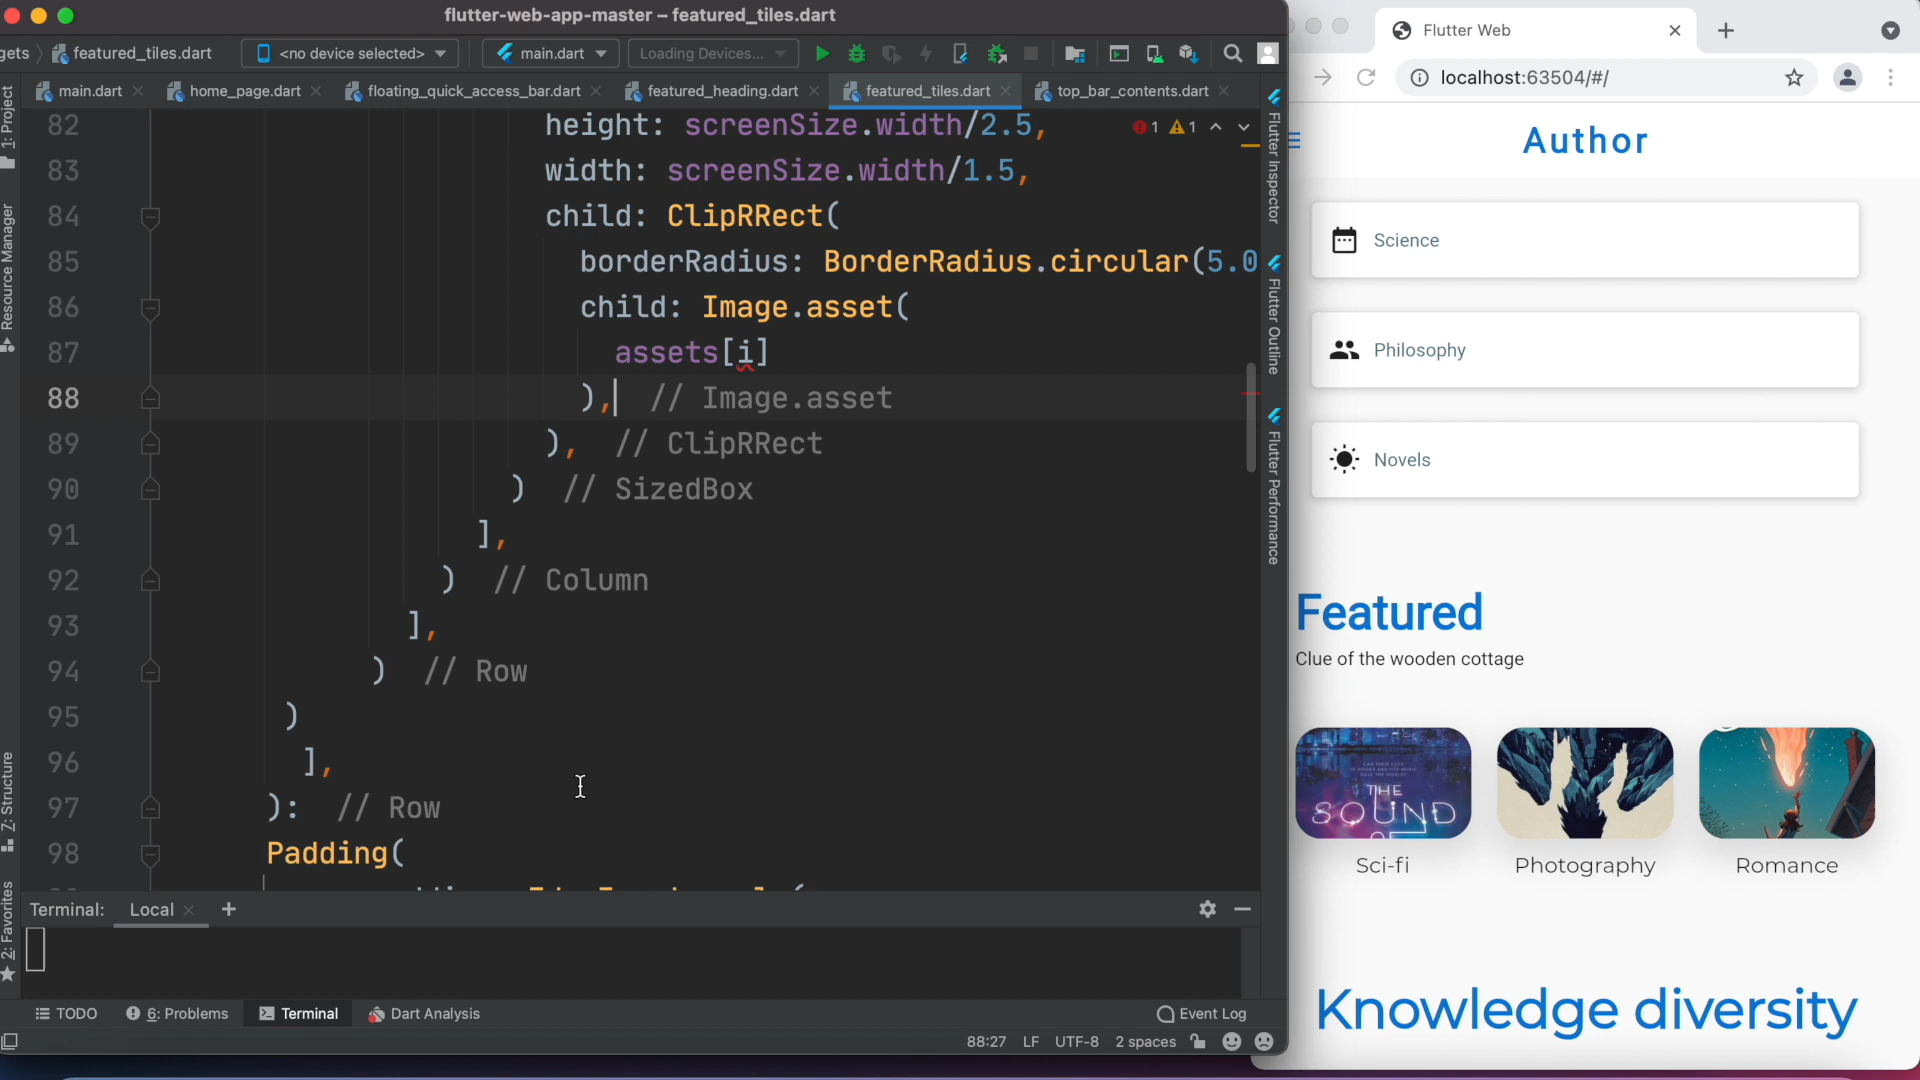 flutter-web-app-master – featured_tiles.dart
gets
featured_tiles.dart
<no device selected>
main.dart
Loading Devices...
main.dart
home_page.dart
floating_quick_access_bar.dart
featured_heading.dart
featured_tiles.dart
top_bar_contents.dart
1: Project
Resource Manager
Z: Structure
2: Favorites
1
1
82 height: screenSize.width/2.5,
83 width: screenSize.width/1.5,
84 child: ClipRRect(
85 borderRadius: BorderRadius.circular(5.0
86 child: Image.asset(
87 assets[i]
88 ), // Image.asset
89 ), // ClipRRect
90 ) // SizedBox
91 ],
92 ) // Column
93 ],
94 ) // Row
95 )
96 ],
97 ): // Row
98 Padding(
Flutter Inspector
Flutter Outline
Flutter Performance
Terminal:
Local
+
TODO
6: Problems
Terminal
Dart Analysis
Event Log
88:27 LF UTF-8 2 spaces
Flutter Web
localhost:63504/#/
Author
Science
Philosophy
Novels
Featured
Clue of the wooden cottage
THE
SOUND
Sci-fi
Photography
Romance
Knowledge diversity